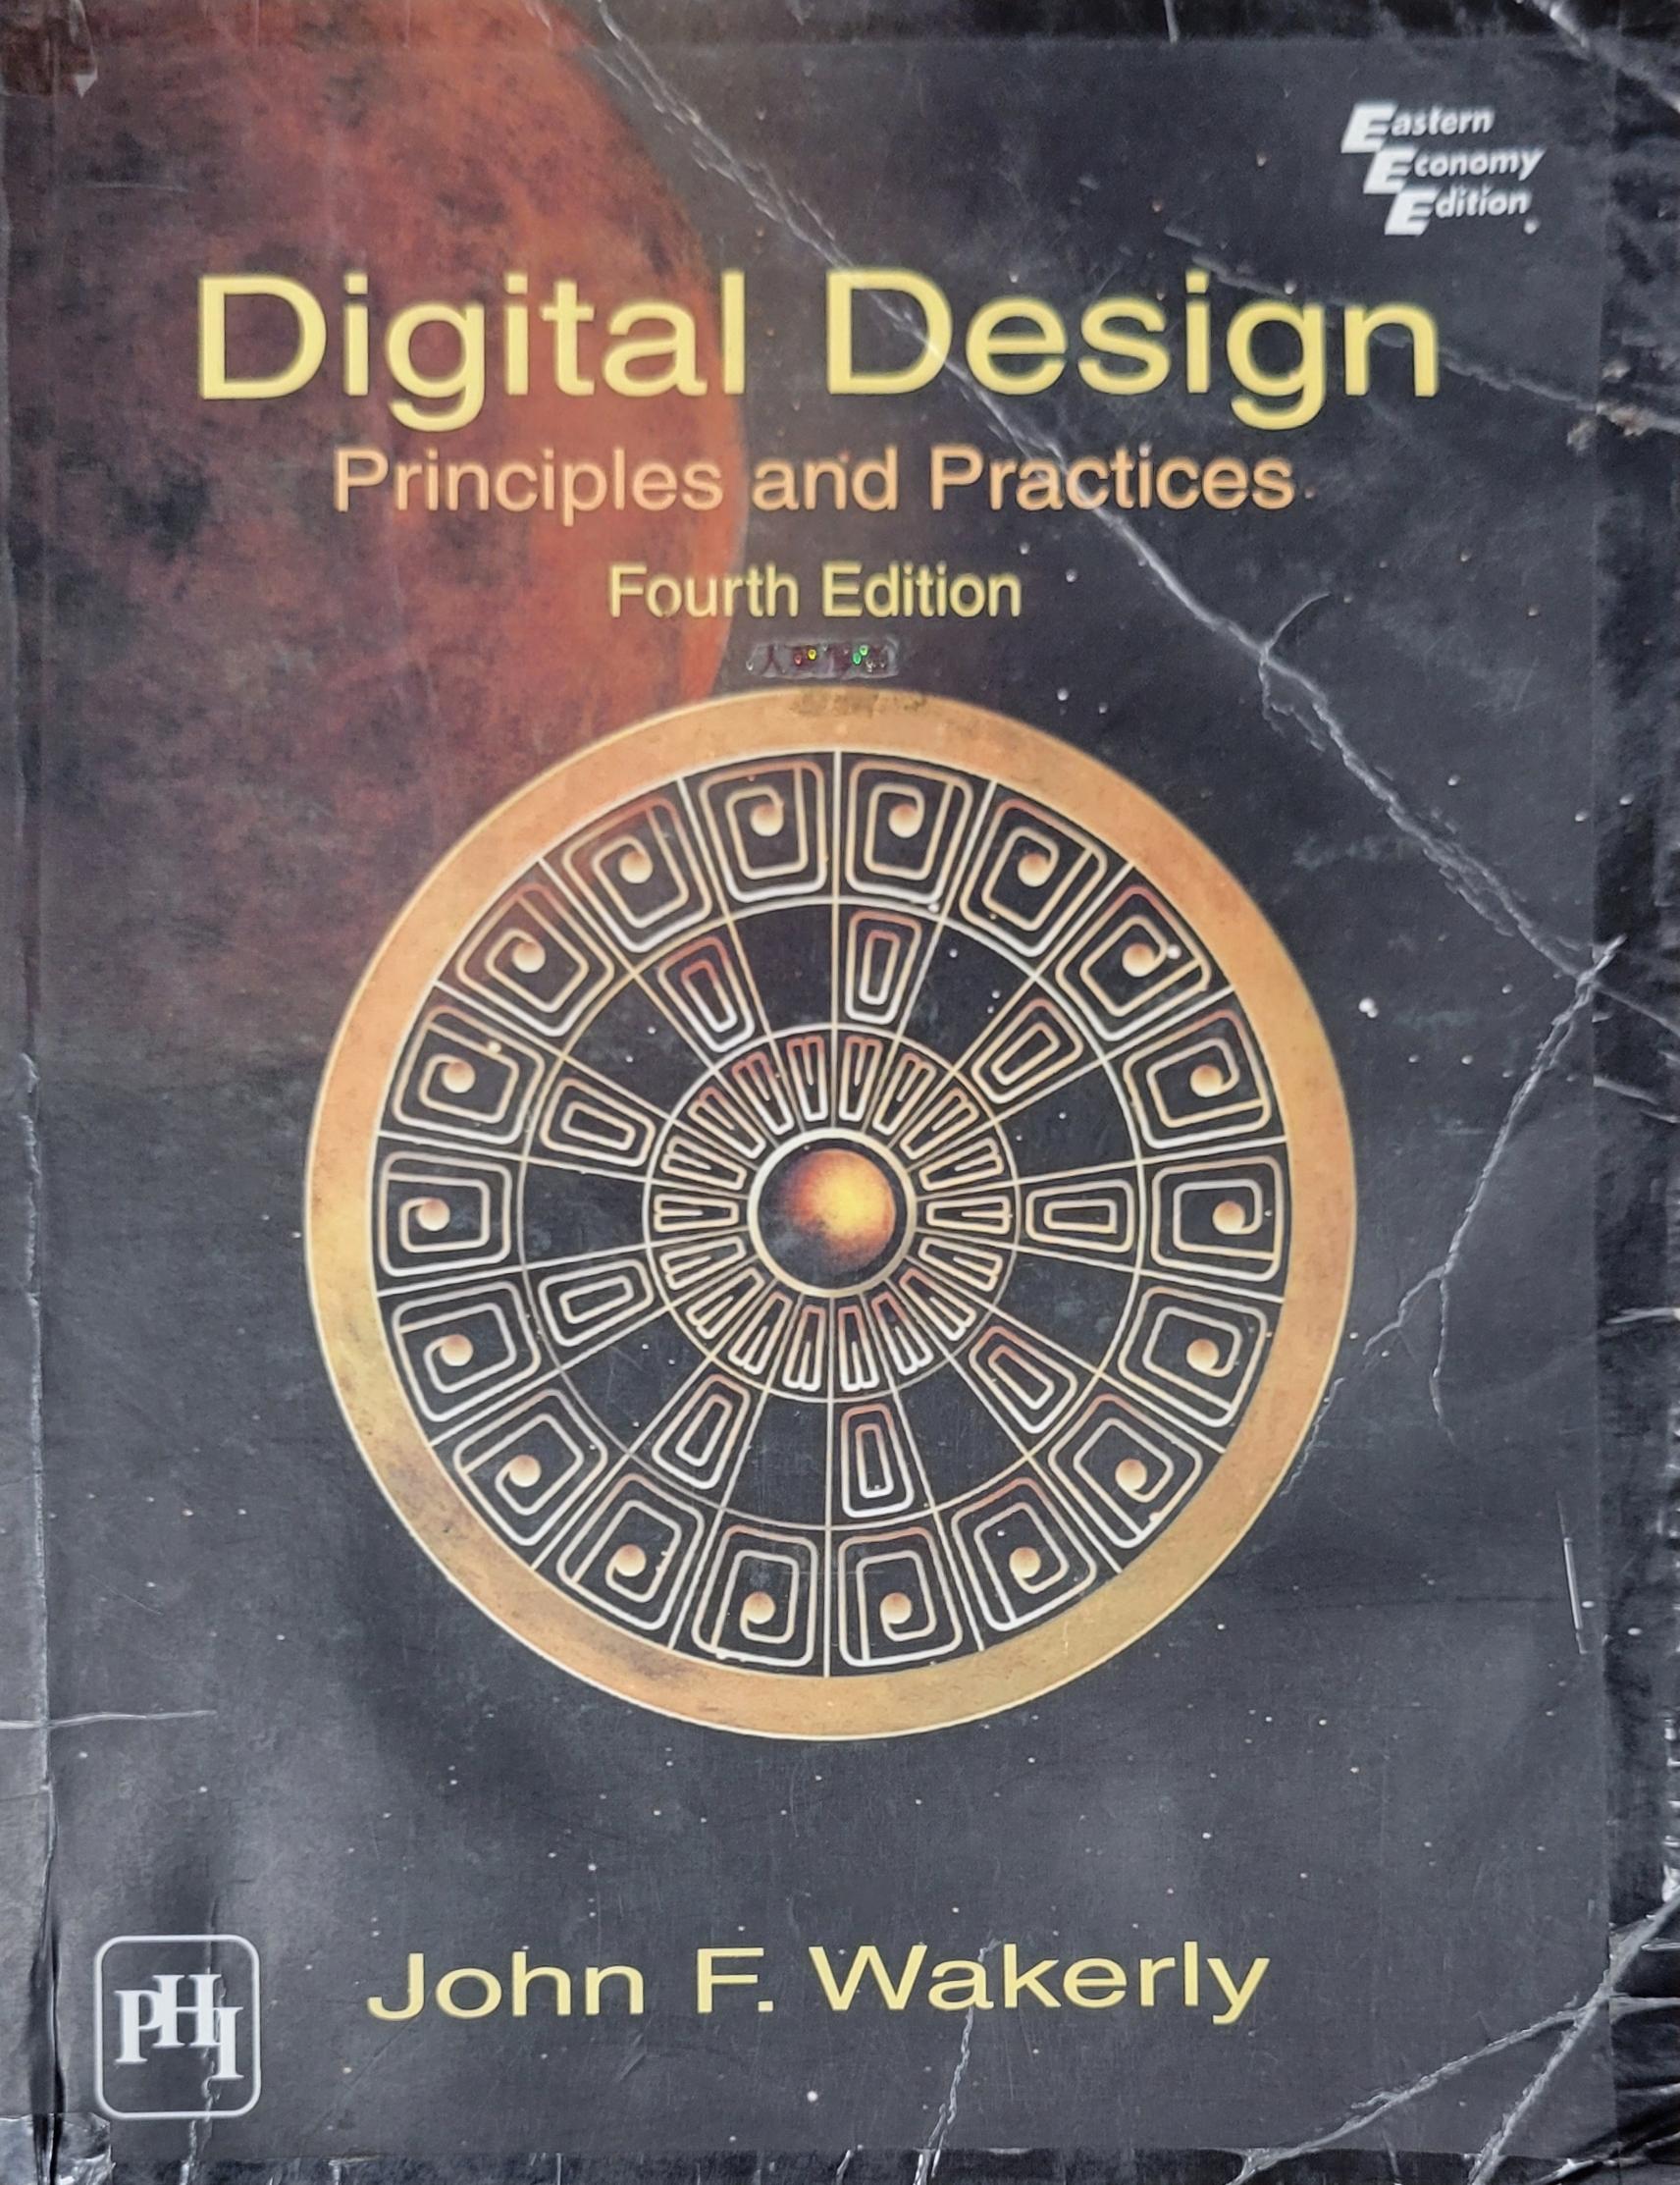 Eastern
Economy
Edition
Digital Design
Principles and Practices
Fourth Edition
John F. Wakerly
PHI